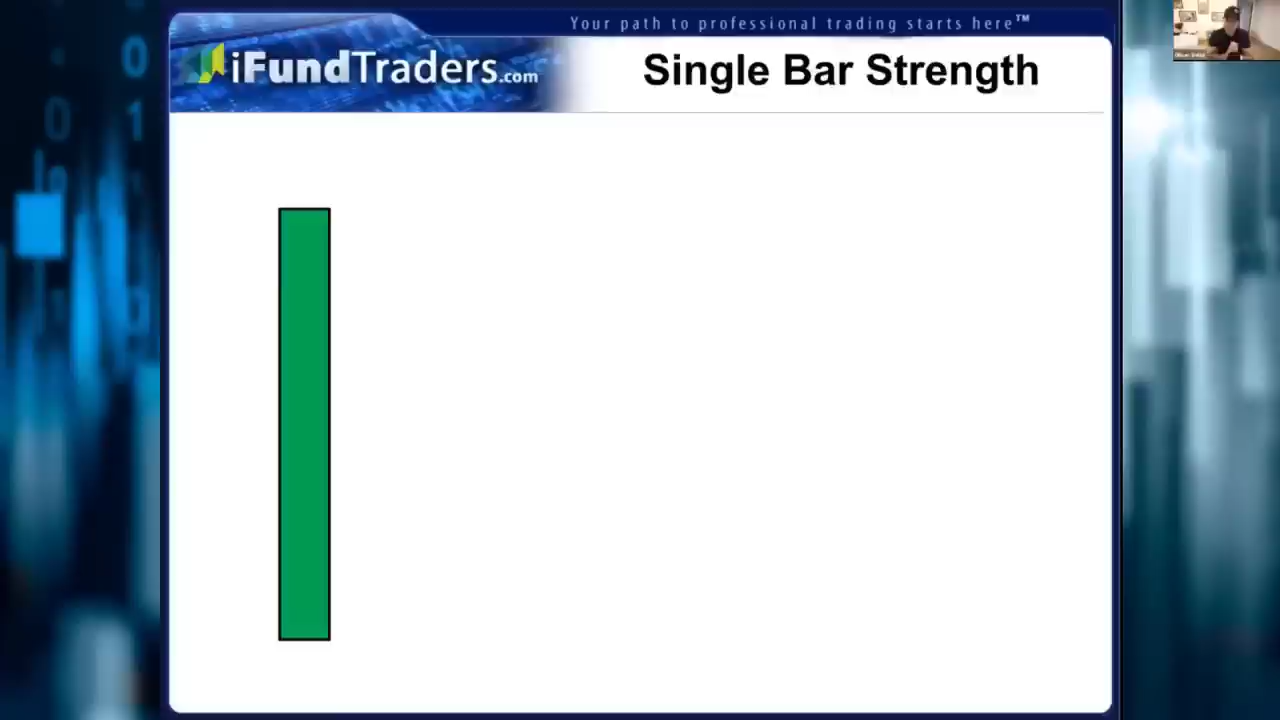 Your path to professional trading starts here™
iFundTraders.com
Single Bar Strength